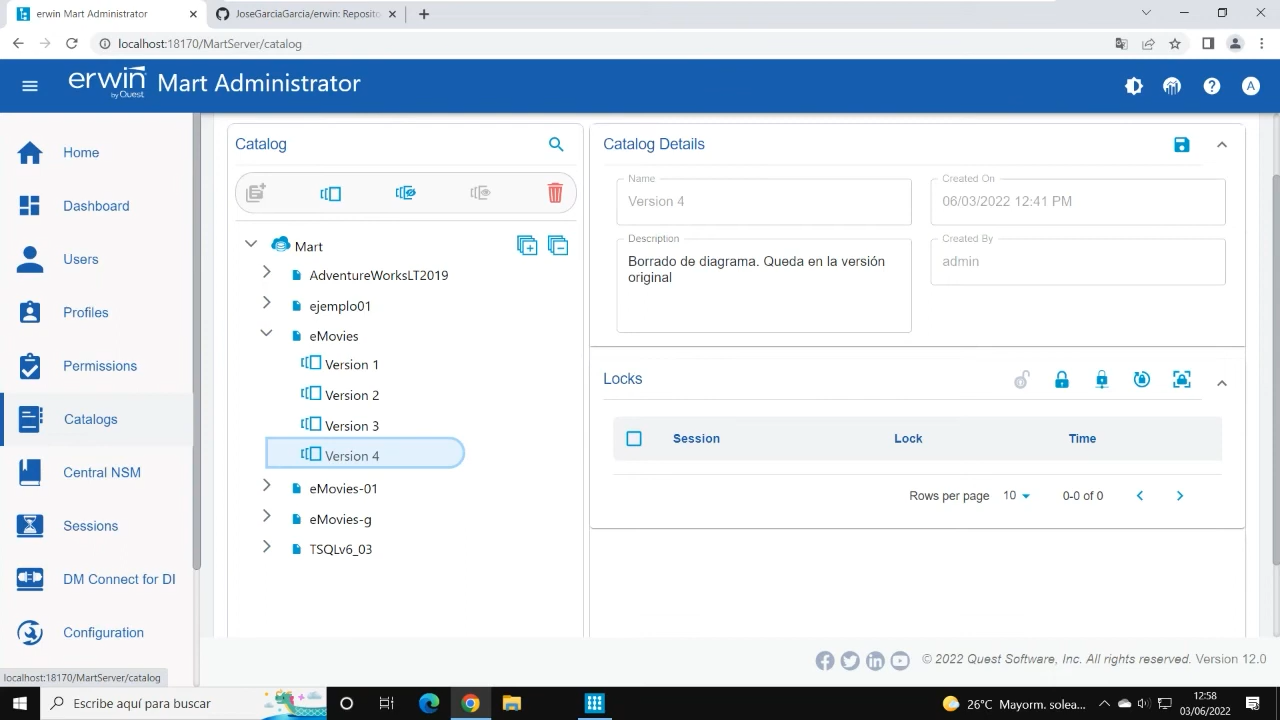 erwin Mart Administrator
JoseGarciaGarcia/erwin: Reposito
localhost:18170/MartServer/catalog
erwin by Quest Mart Administrator
A
Home
Dashboard
Users
Profiles
Permissions
Catalogs
Central NSM
Sessions
DM Connect for DI
Configuration
localhost:18170/MartServer/catalog
Catalog
Mart
AdventureWorksLT2019
ejemplo01
eMovies
Version 1
Version 2
Version 3
Version 4
eMovies-01
eMovies-g
TSQLv6_03
Catalog Details
Name
Version 4
Created On
06/03/2022 12:41 PM
Description
Borrado de diagrama. Queda en la versión
original
Created By
admin
Locks
Session Lock Time
Rows per page 10 0-0 of 0
© 2022 Quest Software, Inc. All rights reserved. Version 12.0
Escribe aquí para buscar
26°C Mayorm. solea...
12:58
03/06/2022